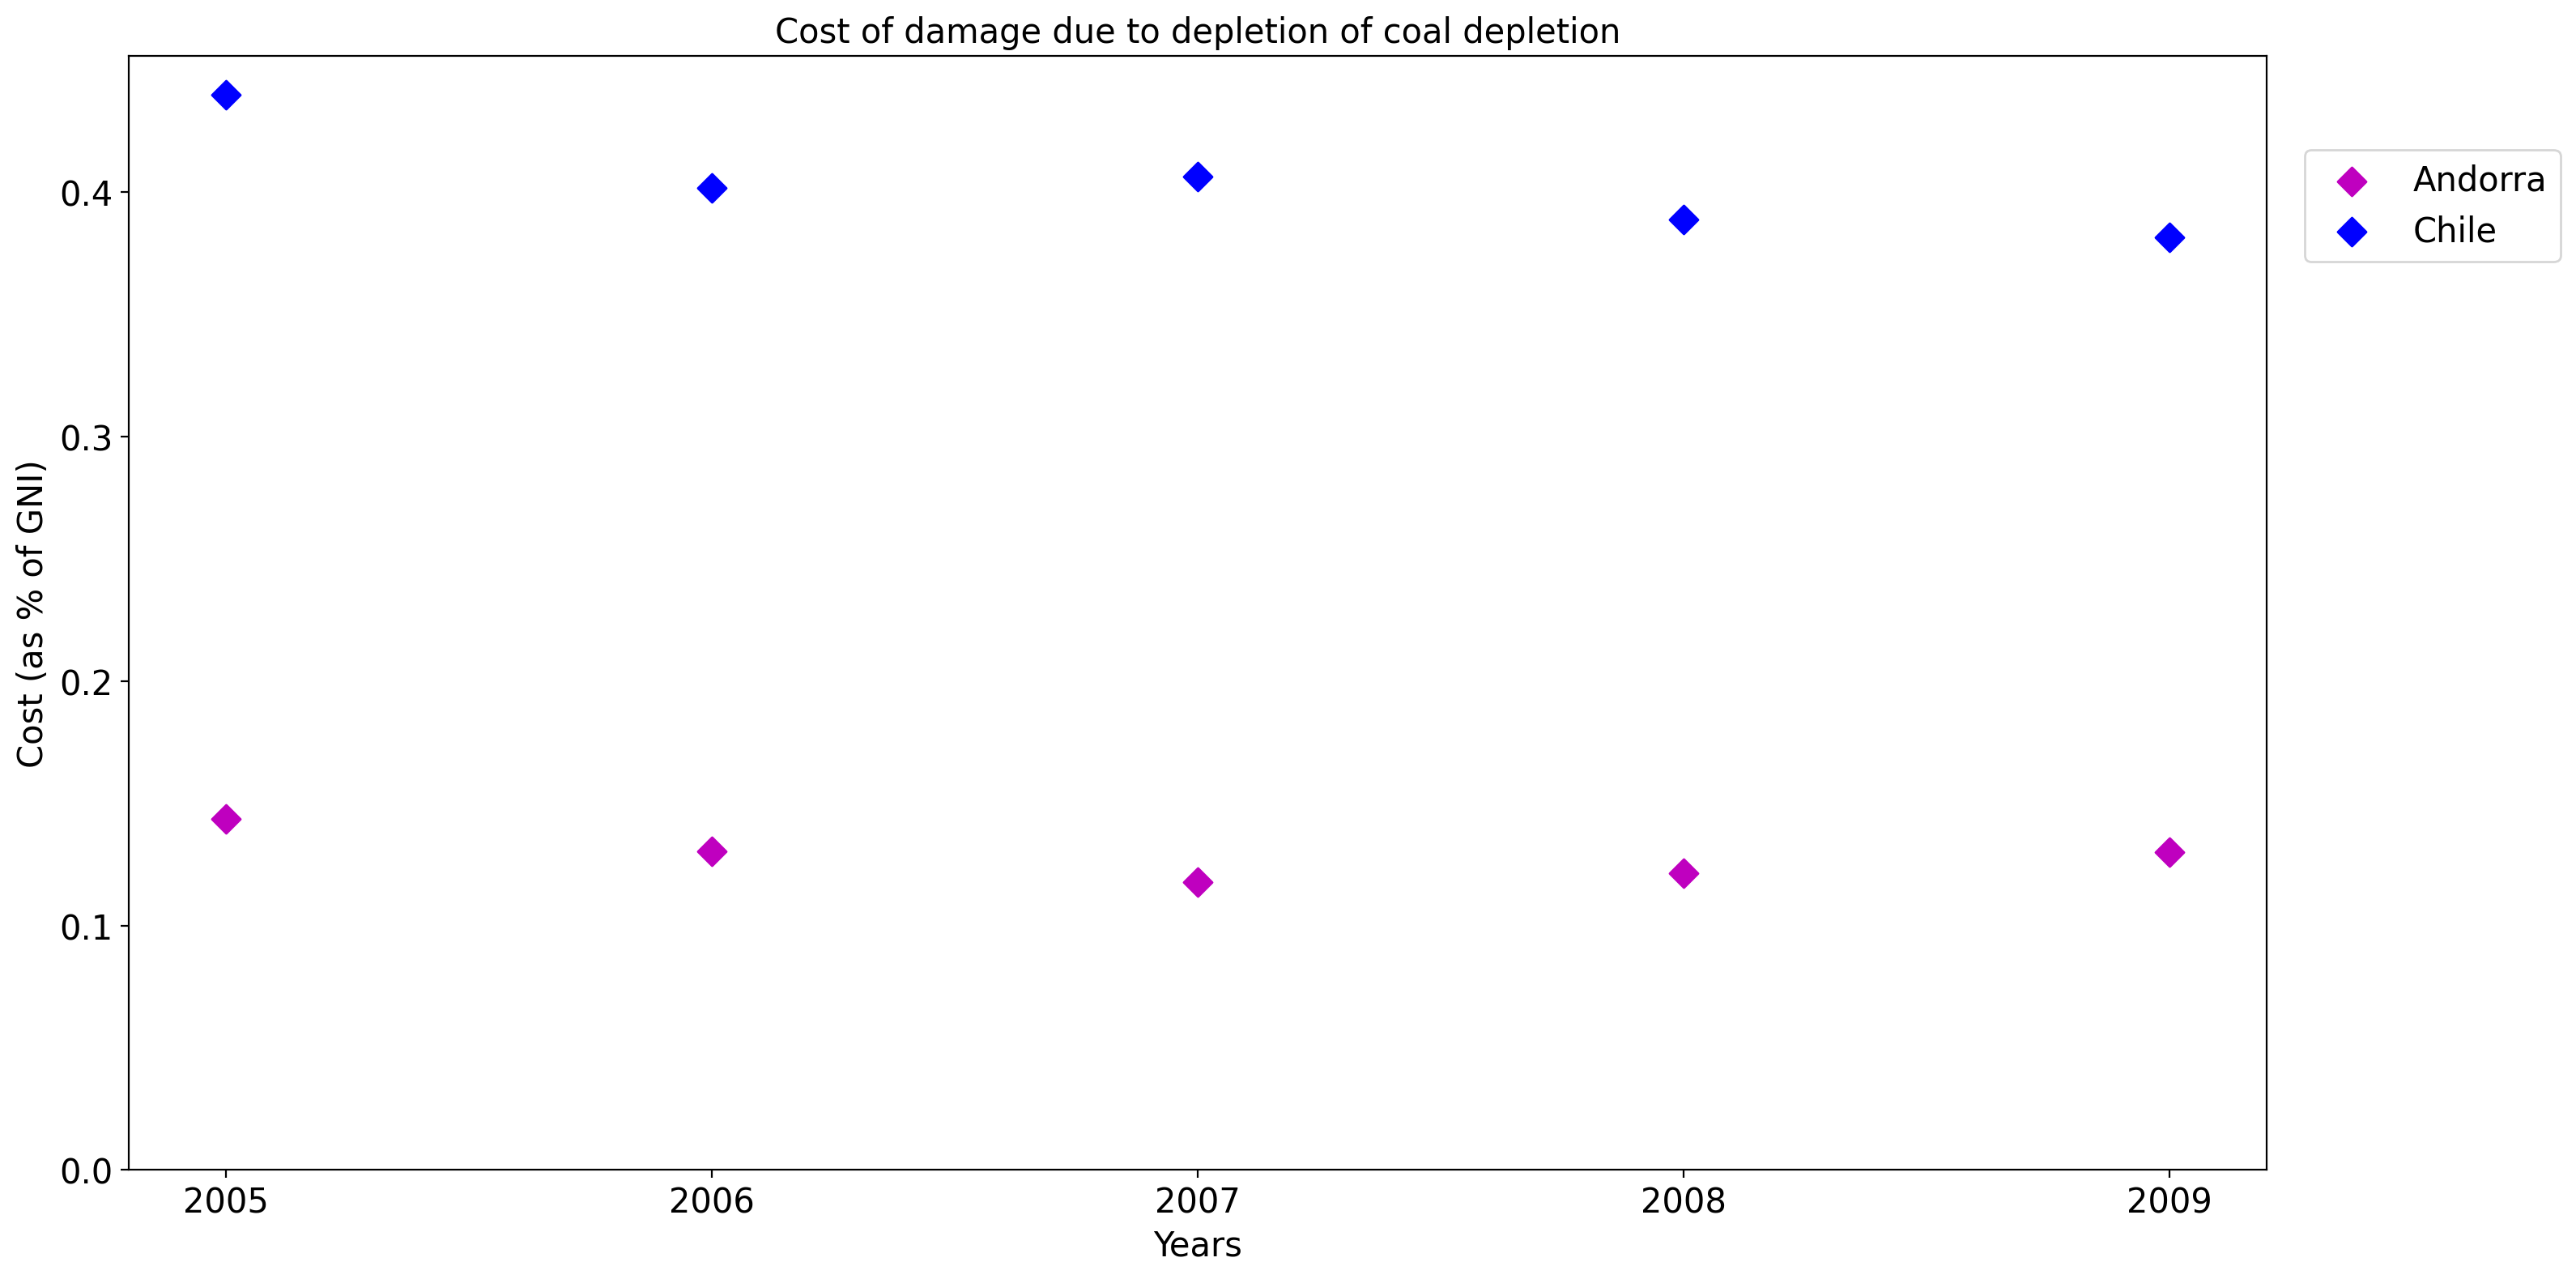 Cost of damage due to depletion of coal depletion
Cost (as % of GNI)
0.4
0.3
0.2
0.1
0.0
2005 2006 2007 2008 2009
Years
Andorra
Chile